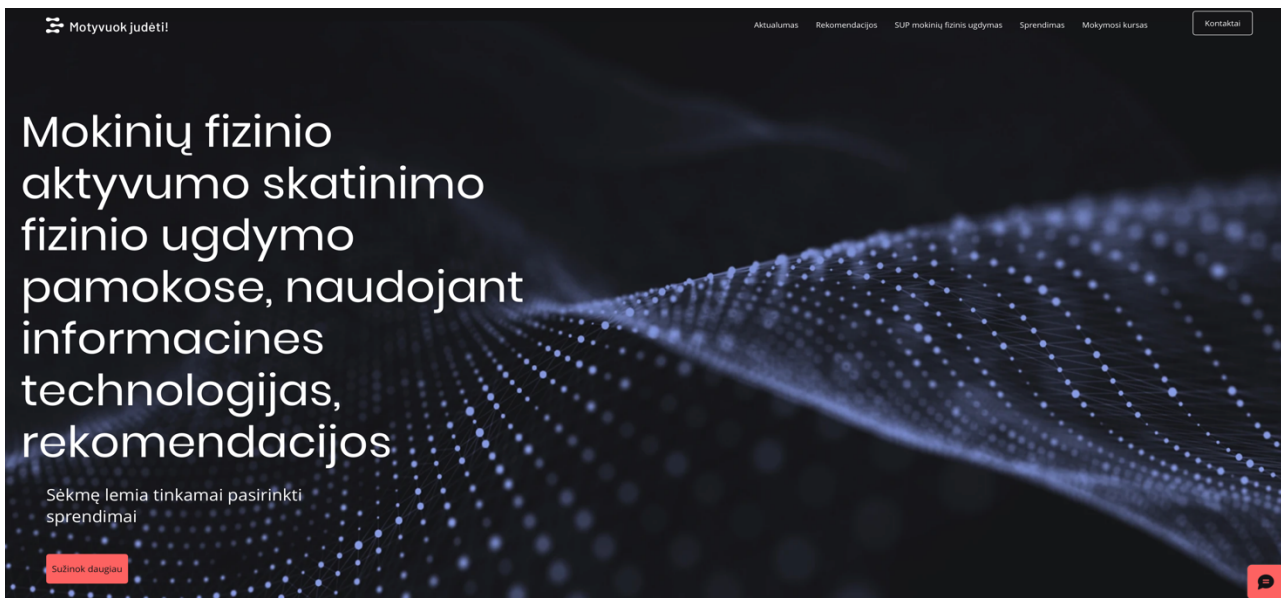 Motyvuok judėti!
Aktualumas
Rekomendacijos
SUP mokinių fizinis ugdymas
Sprendimas
Mokymosi kursas
Kontaktai
Mokinių fizinio
aktyvumo skatinimo
fizinio ugdymo
pamokose, naudojant
informacines
technologijas,
rekomendacijos
Sėkmę lemia tinkamai pasirinkti
sprendimai
Sužinok daugiau